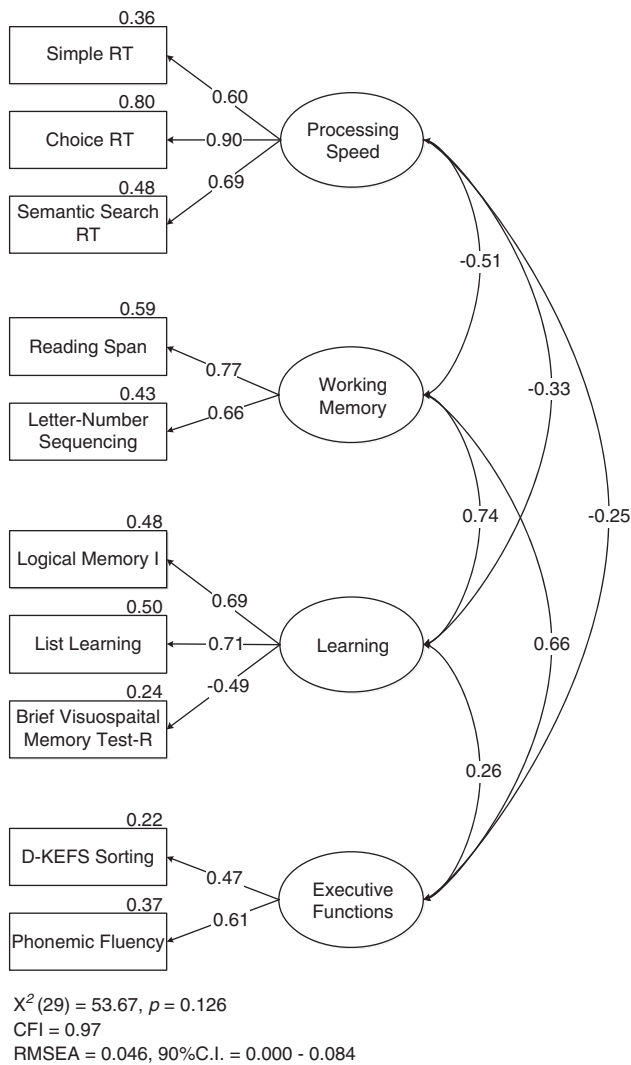 0.36
Simple RT
0.60
0.80
Choice RT
0.90
Processing
Speed
0.69
0.48
Semantic Search
RT
-0.51
0.59
Reading Span
0.77
Working
Memory
-0.33
0.43
Letter-Number
Sequencing
0.66
0.74
-0.25
0.48
Logical Memory I
0.69
0.50
List Learning
0.71
Learning
0.66
-0.49
0.24
Brief Visuospaital
Memory Test-R
0.26
0.22
D-KEFS Sorting
0.47
Executive
Functions
0.37
Phonemic Fluency
0.61
X² (29) = 53.67, p = 0.126
CFI = 0.97
RMSEA = 0.046, 90%C.I. = 0.000 - 0.084